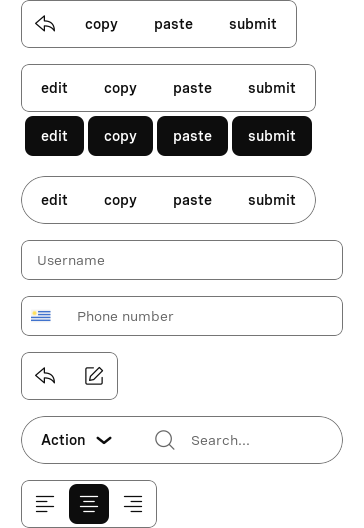 copy paste submit
edit copy paste submit
edit copy paste submit
edit copy paste submit
Username
Phone number
Action Search...